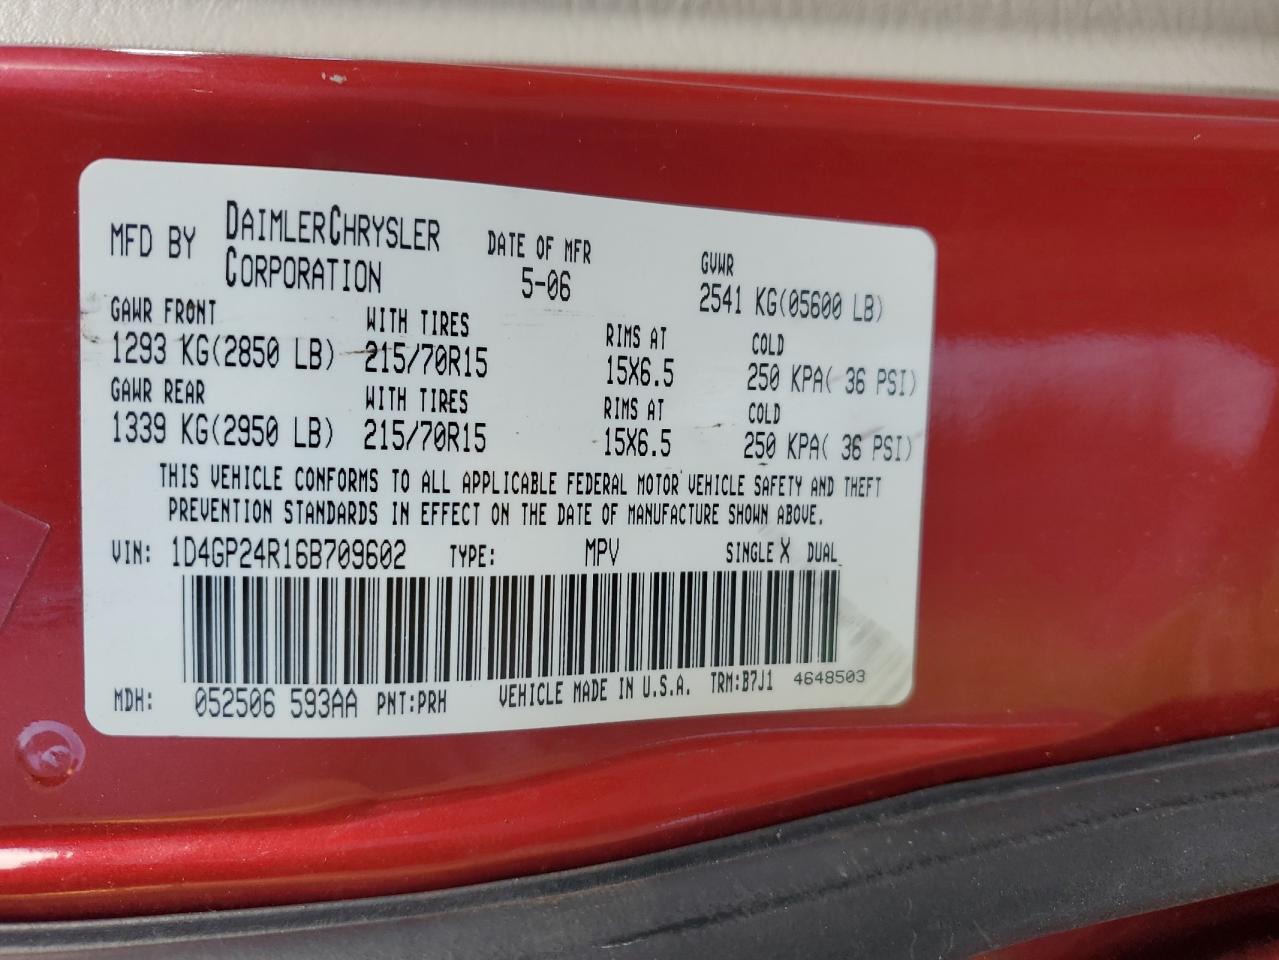 MFD BY DAIMLERCHRYSLER CORPORATION DATE OF MFR 5-06 GVWR 2541 KG(05600 LB)
GAWR FRONT WITH TIRES RIMS AT COLD
1293 KG(2850 LB) 215/70R15 15X6.5 250 KPA( 36 PSI)
GAWR REAR WITH TIRES RIMS AT COLD
1339 KG(2950 LB) 215/70R15 15X6.5 250 KPA( 36 PSI)
THIS VEHICLE CONFORMS TO ALL APPLICABLE FEDERAL MOTOR VEHICLE SAFETY AND THEFT
PREVENTION STANDARDS IN EFFECT ON THE DATE OF MANUFACTURE SHOWN ABOVE.
VIN: 1D4GP24R16B709602 TYPE: MPV SINGLE X DUAL
MDH: 052506 593AA PNT:PRH VEHICLE MADE IN U.S.A. TRM:B7J1 4648503